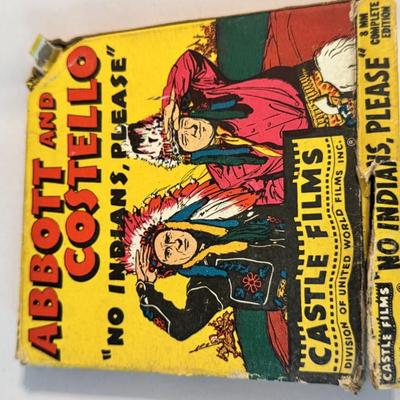 ABBOTT AND
COSTELLO
"NO INDIANS, PLEASE"
CASTLE FILMS
®
DIVISION OF UNITED WORLD FILMS INC.
CASTLE FILMS
®
"NO INDIANS, PLEASE"
8 MM
COMPLETE
EDITION